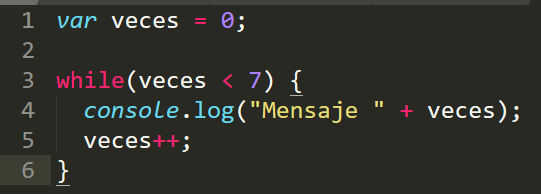 1 var veces = 0;
2
3 while(veces < 7) {
4   console.log("Mensaje " + veces);
5   veces++;
6 }